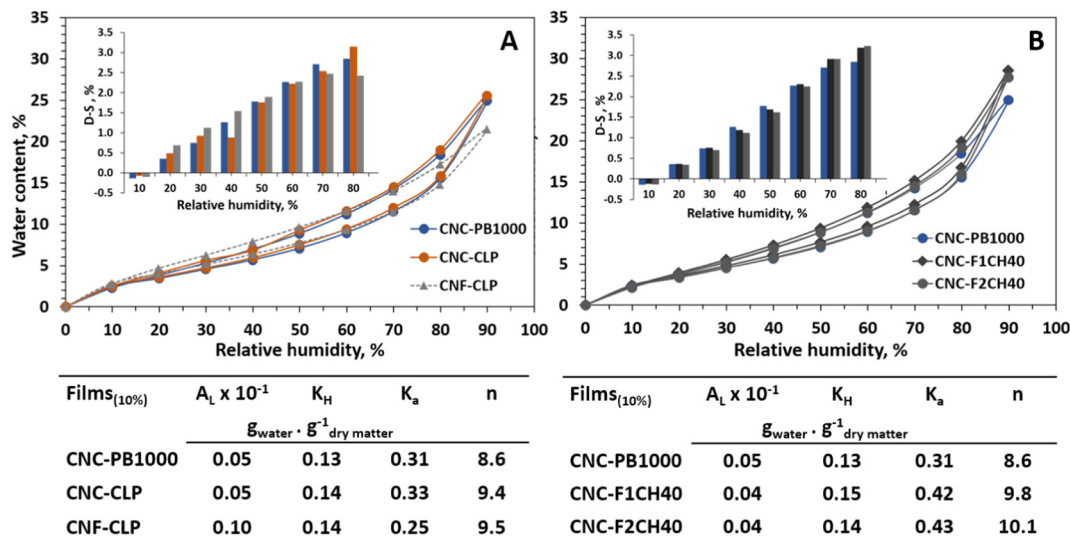 A
Water content, %
35
30
25
20
15
10
5
0
0 10 20 30 40 50 60 70 80 90 100
Relative humidity, %
D-S, %
3.5
3.0
2.5
2.0
1.5
1.0
0.5
0.0
-0.5
10 20 30 40 50 60 70 80
Relative humidity, %
CNC-PB1000
CNC-CLP
CNF-CLP
B
35
30
25
20
15
10
5
0
0 10 20 30 40 50 60 70 80 90 100
Relative humidity, %
D-S, %
3.5
3.0
2.5
2.0
1.5
1.0
0.5
0.0
-0.5
10 20 30 40 50 60 70 80
Relative humidity, %
CNC-PB1000
CNC-F1CH40
CNC-F2CH40
Films(10%) AL x 10-1 KH Ka n
gwater . g-1dry matter
CNC-PB1000 0.05 0.13 0.31 8.6
CNC-CLP 0.05 0.14 0.33 9.4
CNF-CLP 0.10 0.14 0.25 9.5
Films(10%) AL x 10-1 KH Ka n
gwater . g-1dry matter
CNC-PB1000 0.05 0.13 0.31 8.6
CNC-F1CH40 0.04 0.15 0.42 9.8
CNC-F2CH40 0.04 0.14 0.43 10.1